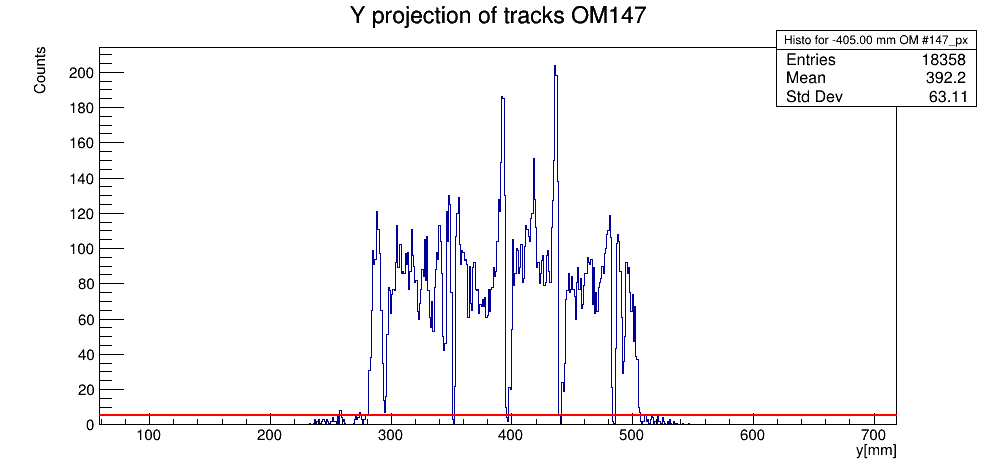 Y projection of tracks OM147
Histo for -405.00 mm OM #147_px
Entries 18358
Mean 392.2
Std Dev 63.11
Counts
200
180
160
140
120
100
80
60
40
20
0
100 200 300 400 500 600 700
y[mm]